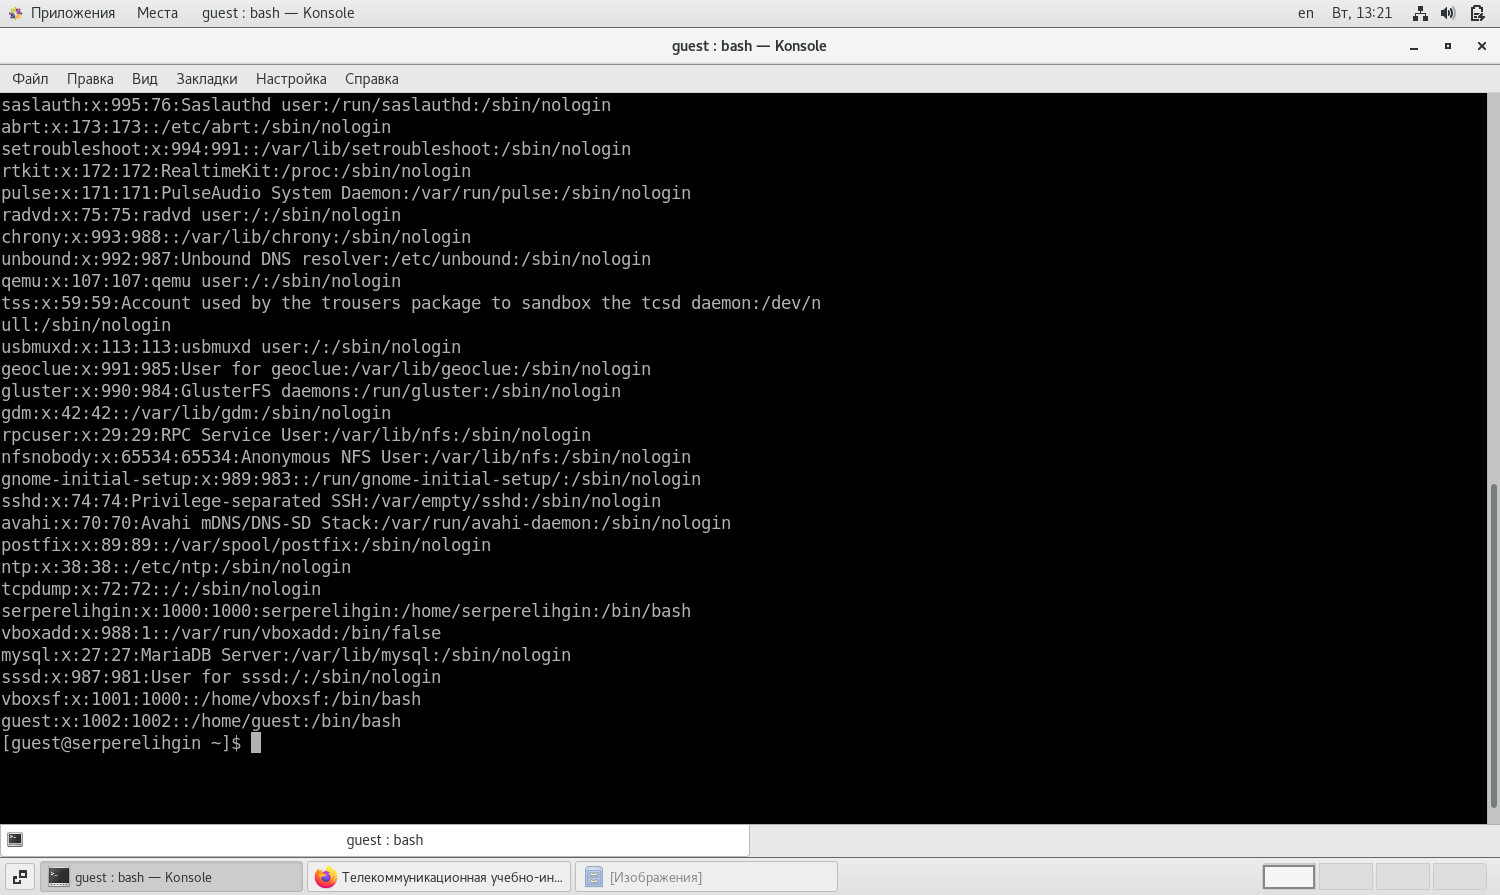 Приложения Места guest : bash — Konsole en Вт, 13:21
guest : bash — Konsole
Файл Правка Вид Закладки Настройка Справка
saslauth:x:995:76:Saslauthd user:/run/saslauthd:/sbin/nologin
abrt:x:173:173::/etc/abrt:/sbin/nologin
setroubleshoot:x:994:991::/var/lib/setroubleshoot:/sbin/nologin
rtkit:x:172:172:RealtimeKit:/proc:/sbin/nologin
pulse:x:171:171:PulseAudio System Daemon:/var/run/pulse:/sbin/nologin
radvd:x:75:75:radvd user:/:/sbin/nologin
chrony:x:993:988::/var/lib/chrony:/sbin/nologin
unbound:x:992:987:Unbound DNS resolver:/etc/unbound:/sbin/nologin
qemu:x:107:107:qemu user:/:/sbin/nologin
tss:x:59:59:Account used by the trousers package to sandbox the tcsd daemon:/dev/n
ull:/sbin/nologin
usbmuxd:x:113:113:usbmuxd user:/:/sbin/nologin
geoclue:x:991:985:User for geoclue:/var/lib/geoclue:/sbin/nologin
gluster:x:990:984:GlusterFS daemons:/run/gluster:/sbin/nologin
gdm:x:42:42::/var/lib/gdm:/sbin/nologin
rpcuser:x:29:29:RPC Service User:/var/lib/nfs:/sbin/nologin
nfsnobody:x:65534:65534:Anonymous NFS User:/var/lib/nfs:/sbin/nologin
gnome-initial-setup:x:989:983::/run/gnome-initial-setup/:/sbin/nologin
sshd:x:74:74:Privilege-separated SSH:/var/empty/sshd:/sbin/nologin
avahi:x:70:70:Avahi mDNS/DNS-SD Stack:/var/run/avahi-daemon:/sbin/nologin
postfix:x:89:89::/var/spool/postfix:/sbin/nologin
ntp:x:38:38::/etc/ntp:/sbin/nologin
tcpdump:x:72:72::/:/sbin/nologin
serperelihgin:x:1000:1000:serperelihgin:/home/serperelihgin:/bin/bash
vboxadd:x:988:1::/var/run/vboxadd:/bin/false
mysql:x:27:27:MariaDB Server:/var/lib/mysql:/sbin/nologin
sssd:x:987:981:User for sssd:/:/sbin/nologin
vboxsf:x:1001:1000::/home/vboxsf:/bin/bash
guest:x:1002:1002::/home/guest:/bin/bash
[guest@serperelihgin ~]$
guest : bash
guest : bash — Konsole Телекоммуникационная учебно-ин... [Изображения]